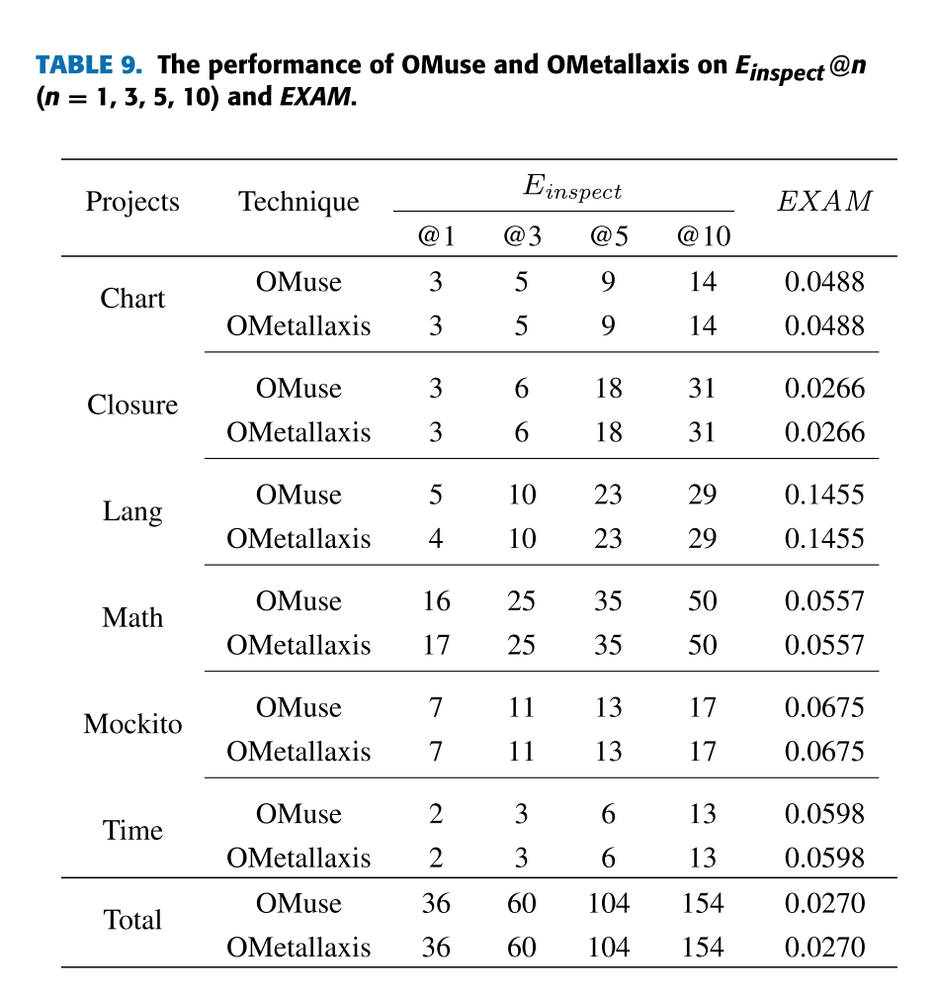 TABLE 9. The performance of OMuse and OMetallaxis on E_inspect@n
(n = 1, 3, 5, 10) and EXAM.
Projects Technique E_inspect EXAM
@1 @3 @5 @10
Chart OMuse 3 5 9 14 0.0488
OMetallaxis 3 5 9 14 0.0488
Closure OMuse 3 6 18 31 0.0266
OMetallaxis 3 6 18 31 0.0266
Lang OMuse 5 10 23 29 0.1455
OMetallaxis 4 10 23 29 0.1455
Math OMuse 16 25 35 50 0.0557
OMetallaxis 17 25 35 50 0.0557
Mockito OMuse 7 11 13 17 0.0675
OMetallaxis 7 11 13 17 0.0675
Time OMuse 2 3 6 13 0.0598
OMetallaxis 2 3 6 13 0.0598
Total OMuse 36 60 104 154 0.0270
OMetallaxis 36 60 104 154 0.0270